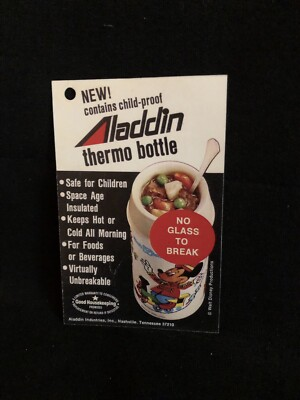 NEW!
contains child-proof
Aladdin
thermo bottle
• Safe for Children
• Space Age
Insulated
• Keeps Hot or
Cold All Morning
• For Foods
or Beverages
• Virtually
Unbreakable
NO
GLASS
TO
BREAK
Good Housekeeping
PROMISES
Aladdin Industries, Inc., Nashville, Tennessee 37210
© Walt Disney Productions